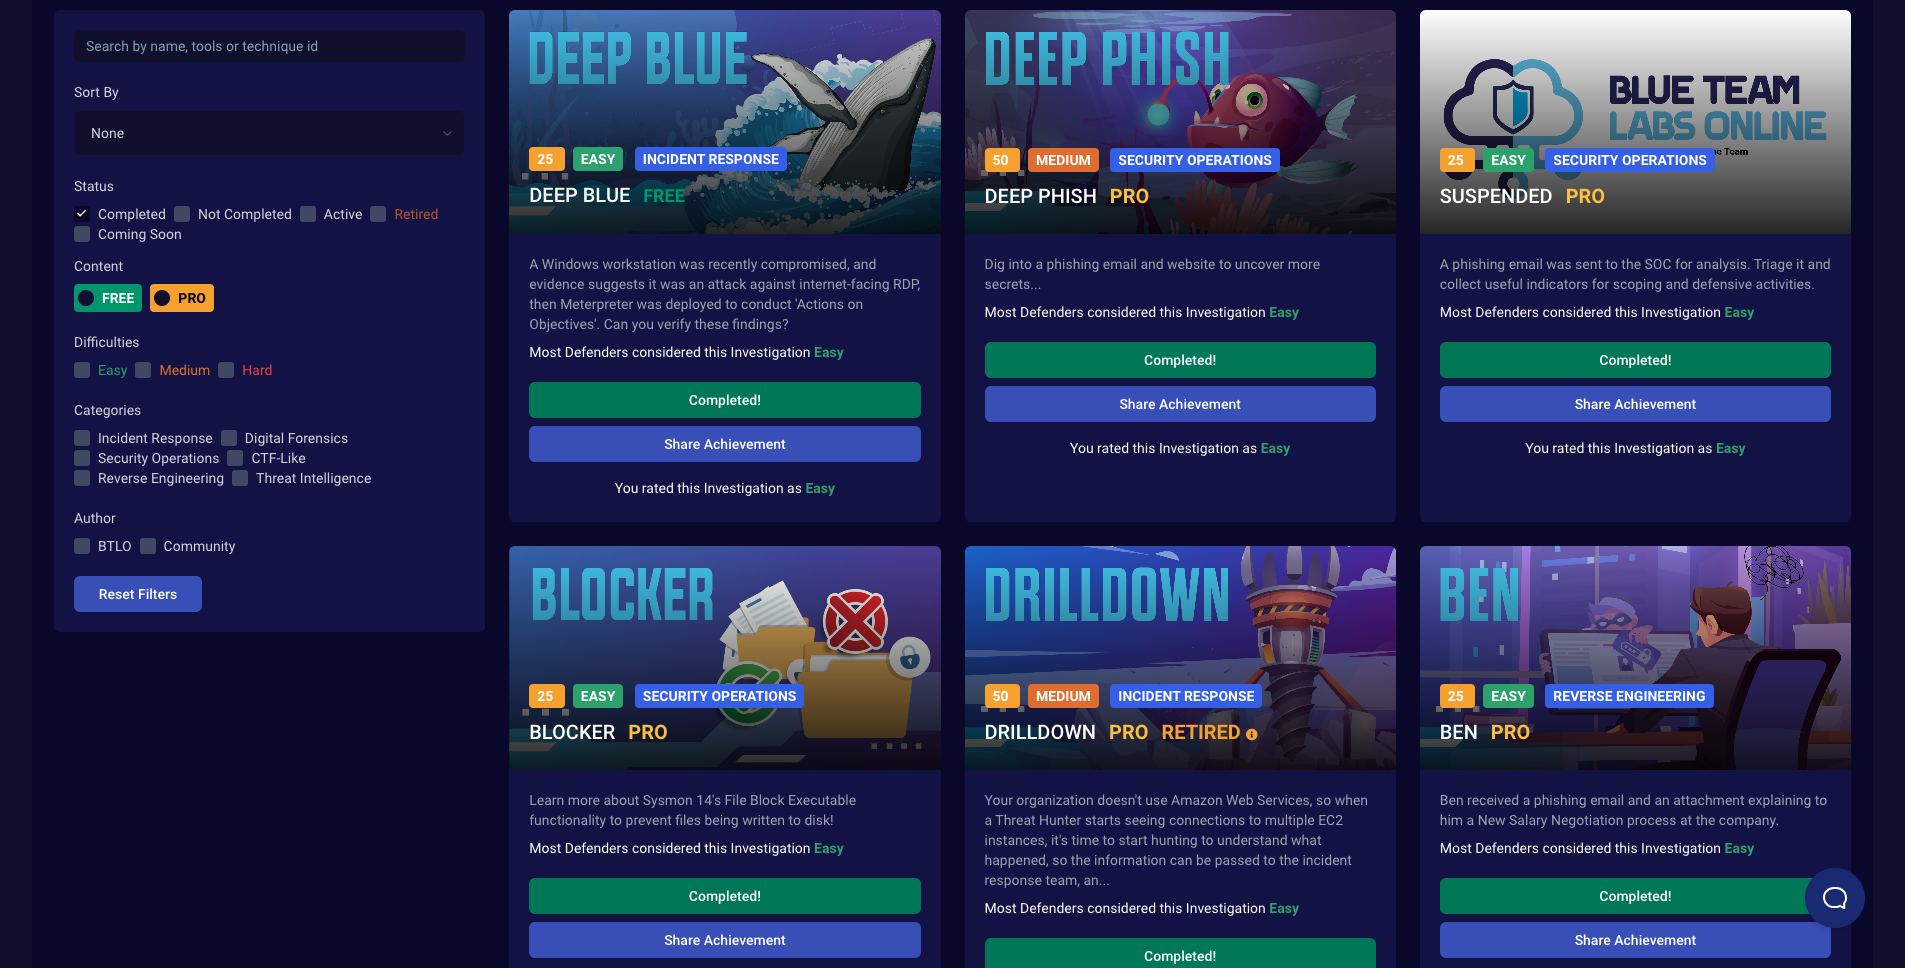 Search by name, tools or technique id
Sort By
None
Status
Completed Not Completed Active Retired
Coming Soon
Content
FREE PRO
Difficulties
Easy Medium Hard
Categories
Incident Response Digital Forensics
Security Operations CTF-Like
Reverse Engineering Threat Intelligence
Author
BTLO Community
Reset Filters
DEEP BLUE
25 EASY INCIDENT RESPONSE
DEEP BLUE FREE
A Windows workstation was recently compromised, and
evidence suggests it was an attack against internet-facing RDP,
then Meterpreter was deployed to conduct 'Actions on
Objectives'. Can you verify these findings?
Most Defenders considered this Investigation Easy
Completed!
Share Achievement
You rated this Investigation as Easy
DEEP PHISH
50 MEDIUM SECURITY OPERATIONS
DEEP PHISH PRO
Dig into a phishing email and website to uncover more
secrets...
Most Defenders considered this Investigation Easy
Completed!
Share Achievement
You rated this Investigation as Easy
BLUE TEAM
LABS ONLINE
Team
25 EASY SECURITY OPERATIONS
SUSPENDED PRO
A phishing email was sent to the SOC for analysis. Triage it and
collect useful indicators for scoping and defensive activities.
Most Defenders considered this Investigation Easy
Completed!
Share Achievement
You rated this Investigation as Easy
BLOCKER
25 EASY SECURITY OPERATIONS
BLOCKER PRO
Learn more about Sysmon 14's File Block Executable
functionality to prevent files being written to disk!
Most Defenders considered this Investigation Easy
Completed!
Share Achievement
DRILLDOWN
50 MEDIUM INCIDENT RESPONSE
DRILLDOWN PRO RETIRED
Your organization doesn't use Amazon Web Services, so when
a Threat Hunter starts seeing connections to multiple EC2
instances, it's time to start hunting to understand what
happened, so the information can be passed to the incident
response team, an...
Most Defenders considered this Investigation Easy
Completed!
BEN
25 EASY REVERSE ENGINEERING
BEN PRO
Ben received a phishing email and an attachment explaining to
him a New Salary Negotiation process at the company.
Most Defenders considered this Investigation Easy
Completed!
Share Achievement